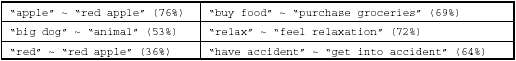 “apple” ~ “red apple” (76%) “buy food” ~ “purchase groceries” (69%)
“big dog” ~ “animal” (53%) “relax” ~ “feel relaxation” (72%)
“red” ~ “red apple” (36%) “have accident” ~ “get into accident” (64%)